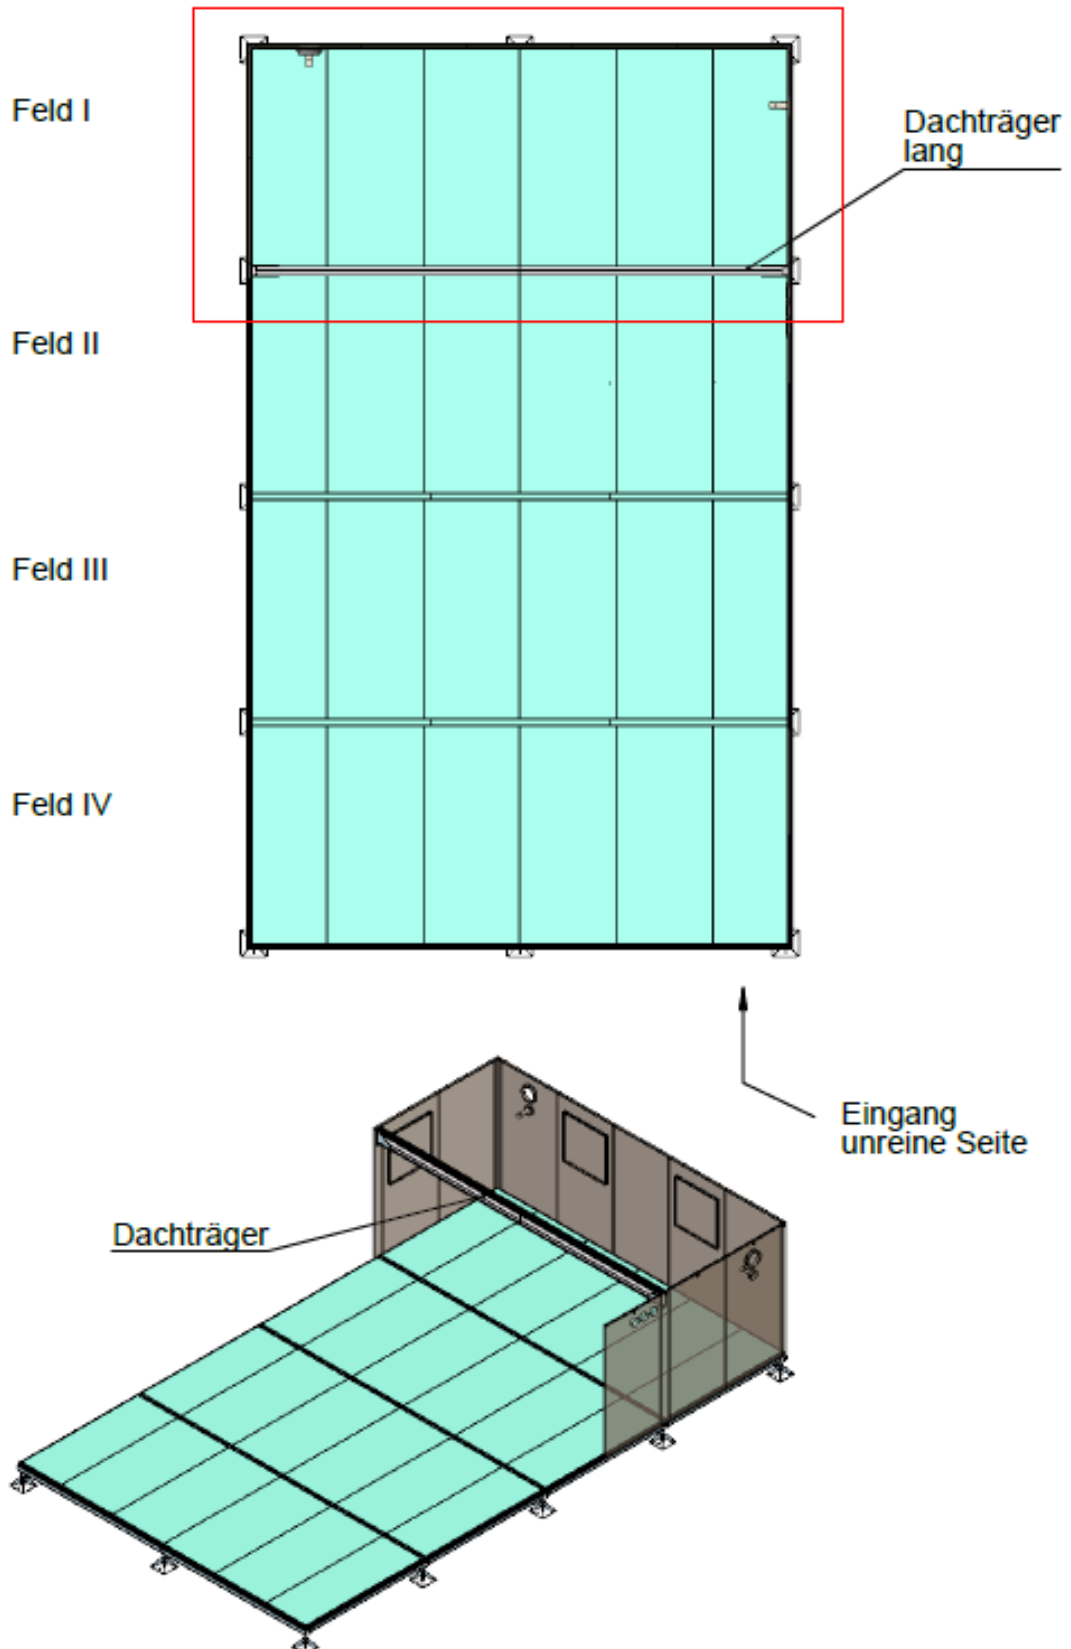 Feld I
Dachträger
lang
Feld II
Feld III
Feld IV
Eingang
unreine Seite
Dachträger